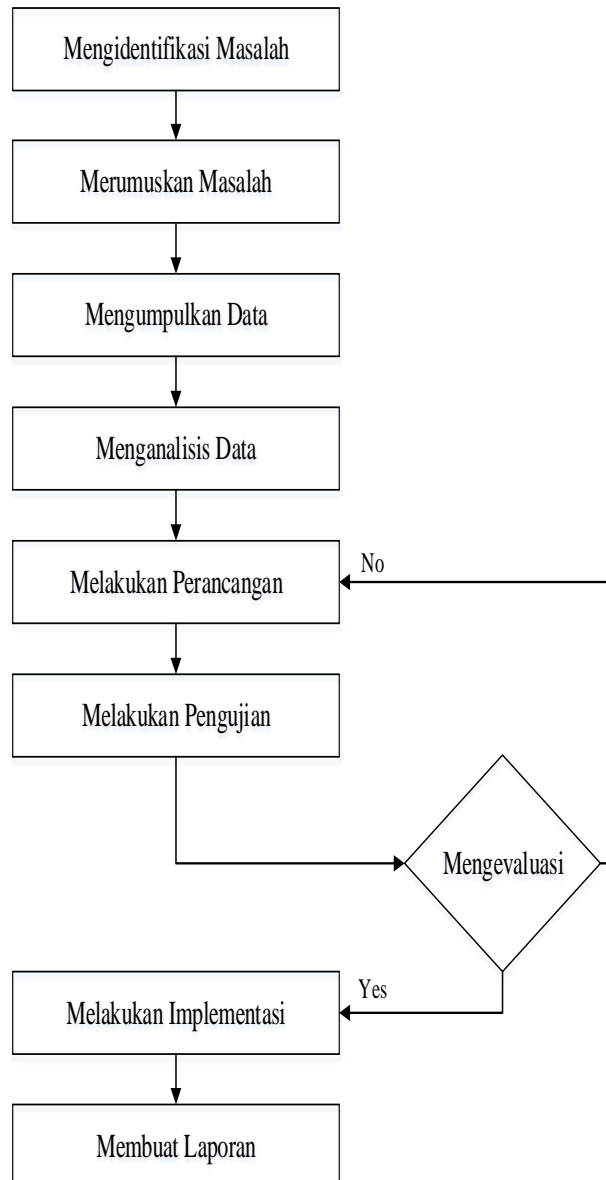 Mengidentifikasi Masalah
Merumuskan Masalah
Mengumpulkan Data
Menganalisis Data
Melakukan Perancangan
No
Melakukan Pengujian
Mengevaluasi
Yes
Melakukan Implementasi
Membuat Laporan